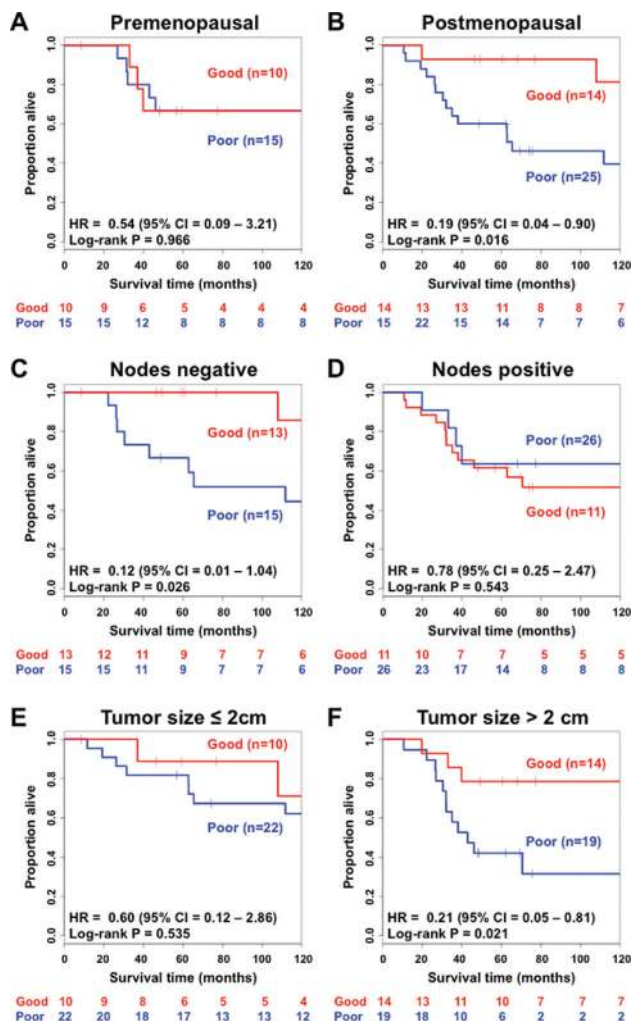 A Premenopausal
Proportion alive
1.0
0.8
0.6
0.4
0.2
0.0
Good (n=10)
Poor (n=15)
HR = 0.54 (95% CI = 0.09 – 3.21)
Log-rank P = 0.966
0 20 40 60 80 100 120
Survival time (months)
Good 10 9 6 5 4 4 4
Poor 15 15 12 8 8 8 8
B Postmenopausal
Proportion alive
1.0
0.8
0.6
0.4
0.2
0.0
Good (n=14)
Poor (n=25)
HR = 0.19 (95% CI = 0.04 – 0.90)
Log-rank P = 0.016
0 20 40 60 80 100 120
Survival time (months)
Good 14 13 13 11 8 8 7
Poor 15 22 15 14 7 7 6
C Nodes negative
Proportion alive
1.0
0.8
0.6
0.4
0.2
0.0
Good (n=13)
Poor (n=15)
HR = 0.12 (95% CI = 0.01 – 1.04)
Log-rank P = 0.026
0 20 40 60 80 100 120
Survival time (months)
Good 13 12 11 9 7 7 6
Poor 15 15 11 9 7 7 6
D Nodes positive
Proportion alive
1.0
0.8
0.6
0.4
0.2
0.0
Poor (n=26)
Good (n=11)
HR = 0.78 (95% CI = 0.25 – 2.47)
Log-rank P = 0.543
0 20 40 60 80 100 120
Survival time (months)
Good 11 10 7 7 5 5 5
Poor 26 23 17 14 8 8 8
E Tumor size ≤ 2cm
Proportion alive
1.0
0.8
0.6
0.4
0.2
0.0
Good (n=10)
Poor (n=22)
HR = 0.60 (95% CI = 0.12 – 2.86)
Log-rank P = 0.535
0 20 40 60 80 100 120
Survival time (months)
Good 10 9 8 6 5 5 4
Poor 22 20 18 17 13 13 12
F Tumor size > 2 cm
Proportion alive
1.0
0.8
0.6
0.4
0.2
0.0
Good (n=14)
Poor (n=19)
HR = 0.21 (95% CI = 0.05 – 0.81)
Log-rank P = 0.021
0 20 40 60 80 100 120
Survival time (months)
Good 14 13 11 10 7 7 7
Poor 19 18 10 6 2 2 2